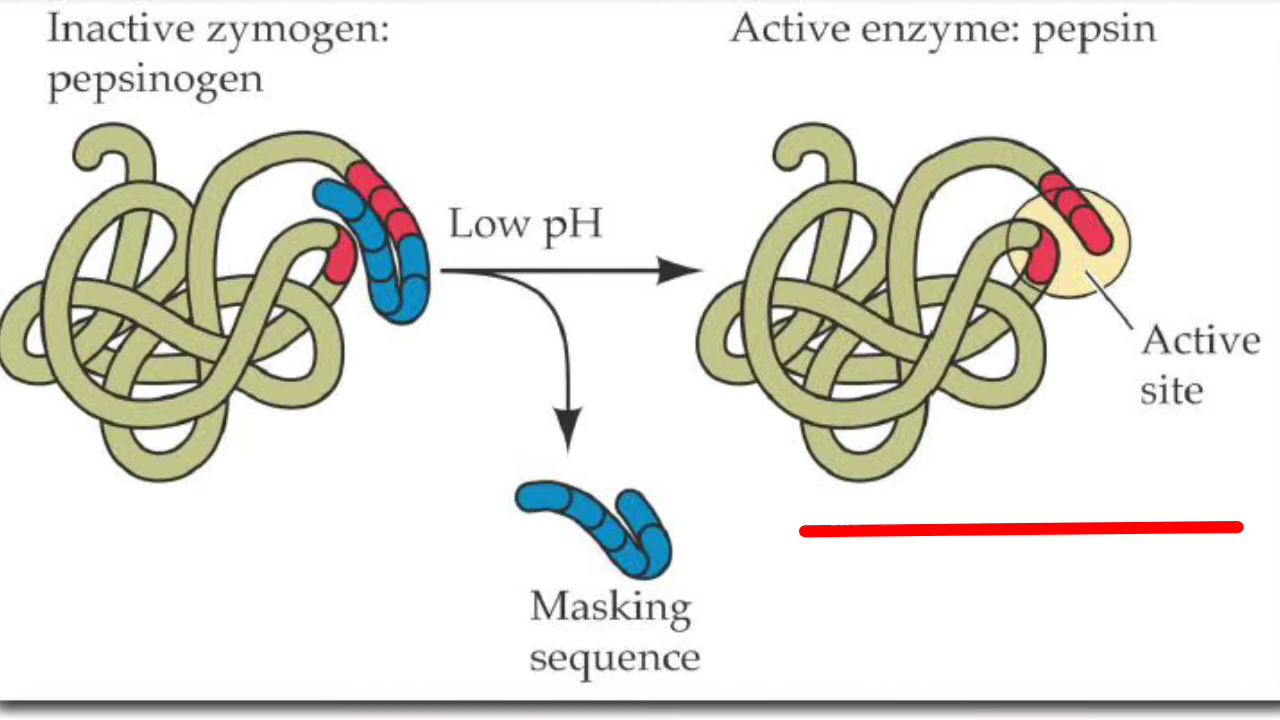 Inactive zymogen:
pepsinogen
Active enzyme: pepsin
Low pH
Active
site
Masking
sequence